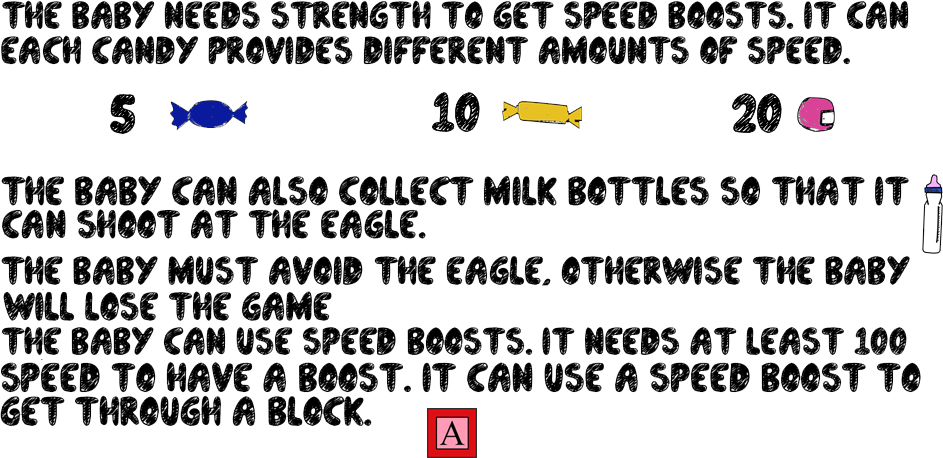 THE BABY NEEDS STRENGTH TO GET SPEED BOOSTS. IT CAN
EACH CANDY PROVIDES DIFFERENT AMOUNTS OF SPEED.
5 10 20
THE BABY CAN ALSO COLLECT MILK BOTTLES SO THAT IT
CAN SHOOT AT THE EAGLE.
THE BABY MUST AVOID THE EAGLE, OTHERWISE THE BABY
WILL LOSE THE GAME
THE BABY CAN USE SPEED BOOSTS. IT NEEDS AT LEAST 100
SPEED TO HAVE A BOOST. IT CAN USE A SPEED BOOST TO
GET THROUGH A BLOCK.
A